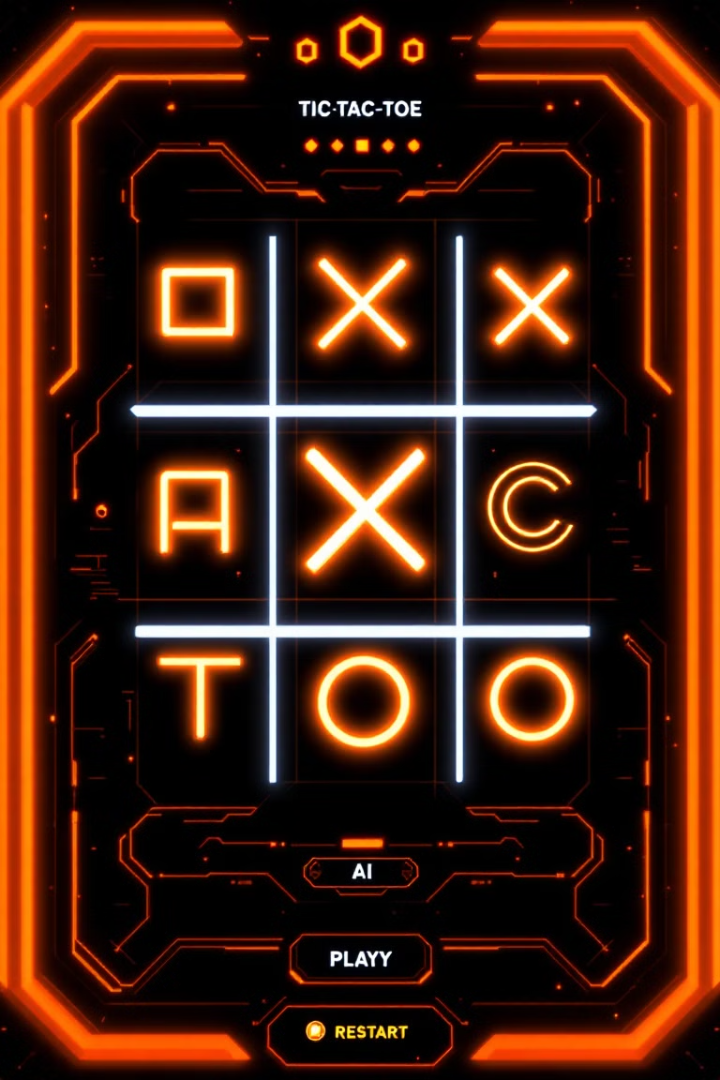 TIC·TAC-TOE
X X
A X C
T O O
AI
PLAYY
RESTART